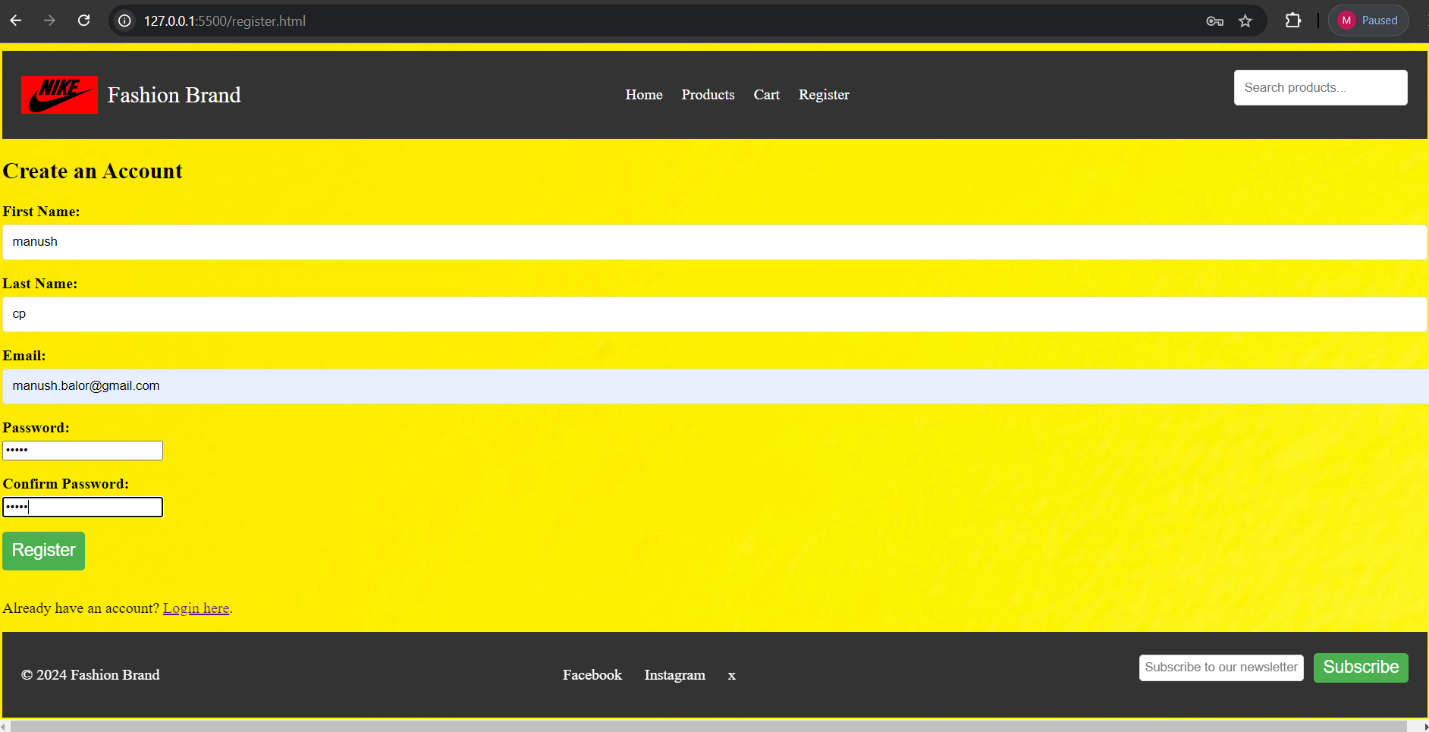 127.0.0.1:5500/register.html
M Paused
NIKE
Fashion Brand
Home Products Cart Register
Search products...
Create an Account
First Name:
manush
Last Name:
cp
Email:
manush.balor@gmail.com
Password:
•••••
Confirm Password:
•••••
Register
Already have an account? Login here.
© 2024 Fashion Brand
Facebook Instagram x
Subscribe to our newsletter Subscribe